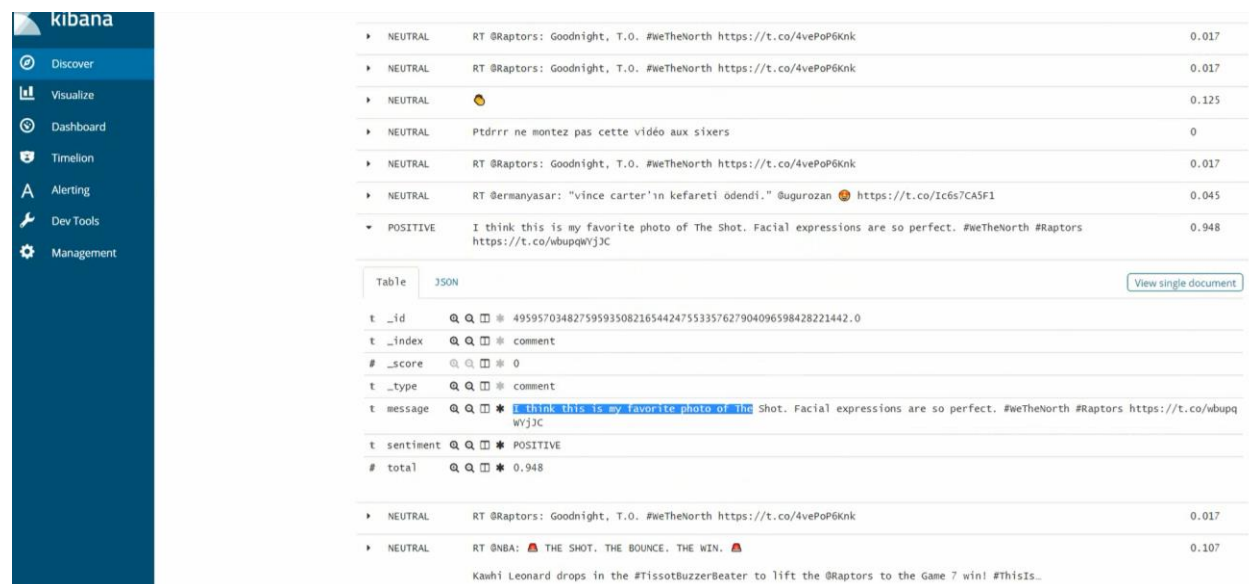 kibana
Discover
Visualize
Dashboard
Timelion
Alerting
Dev Tools
Management
NEUTRAL RT @Raptors: Goodnight, T.O. #WeTheNorth https://t.co/4vePoP6Knk 0.017
NEUTRAL RT @Raptors: Goodnight, T.O. #WeTheNorth https://t.co/4vePoP6Knk 0.017
NEUTRAL 👏 0.125
NEUTRAL Ptdrrr ne montez pas cette vidéo aux sixers 0
NEUTRAL RT @Raptors: Goodnight, T.O. #WeTheNorth https://t.co/4vePoP6Knk 0.017
NEUTRAL RT @ermanyasar: "vince carter'ın kefareti ödendi." @ugurozan 🤩 https://t.co/Ic6s7CA5F1 0.045
POSITIVE I think this is my favorite photo of The Shot. Facial expressions are so perfect. #WeTheNorth #Raptors 0.948
https://t.co/wbupqWYjJC
Table JSON View single document
t _id 49595703482759593508216544247553357627904096598428221442.0
t _index comment
# _score 0
t _type comment
t message I think this is my favorite photo of The Shot. Facial expressions are so perfect. #WeTheNorth #Raptors https://t.co/wbupq
WYjJC
t sentiment POSITIVE
# total 0.948
NEUTRAL RT @Raptors: Goodnight, T.O. #WeTheNorth https://t.co/4vePoP6Knk 0.017
NEUTRAL RT @NBA: 🚨 THE SHOT. THE BOUNCE. THE WIN. 🚨 0.107
Kawhi Leonard drops in the #TissotBuzzerBeater to lift the @Raptors to the Game 7 win! #ThisIs…